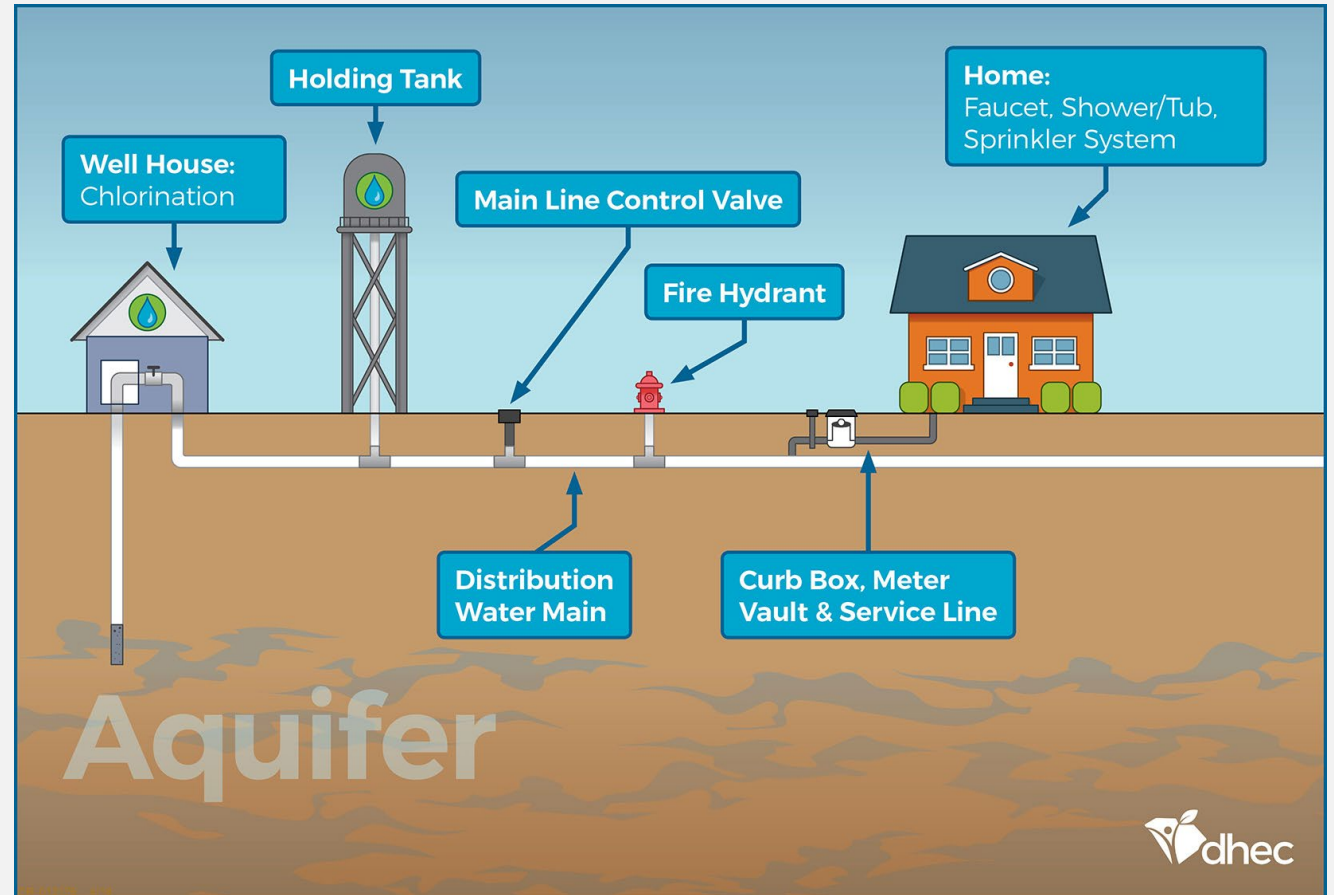 Holding Tank
Home:
Faucet, Shower/Tub,
Sprinkler System
Well House:
Chlorination
Main Line Control Valve
Fire Hydrant
Distribution
Water Main
Curb Box, Meter
Vault & Service Line
Aquifer
dhec